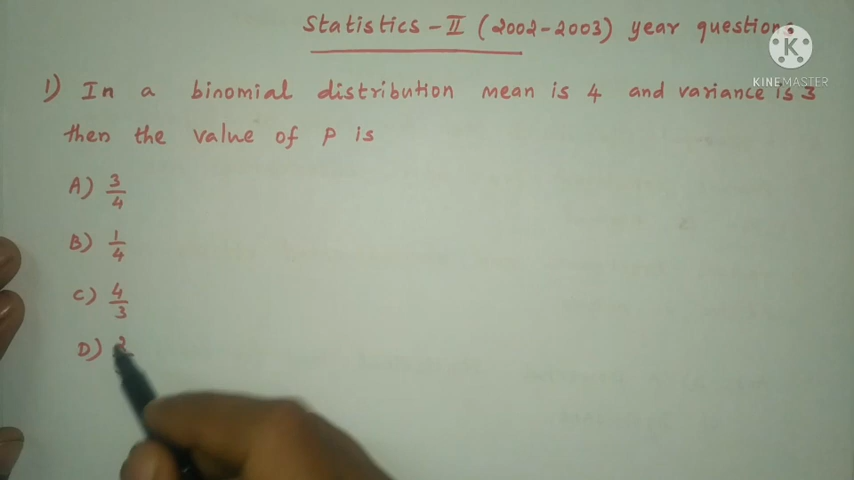 Statistics - II (2002-2003) year questions
K
KINEMASTER
1) In a binomial distribution mean is 4 and variance is 3
then the value of P is
A) 3/4
B) 1/4
C) 4/3
D)